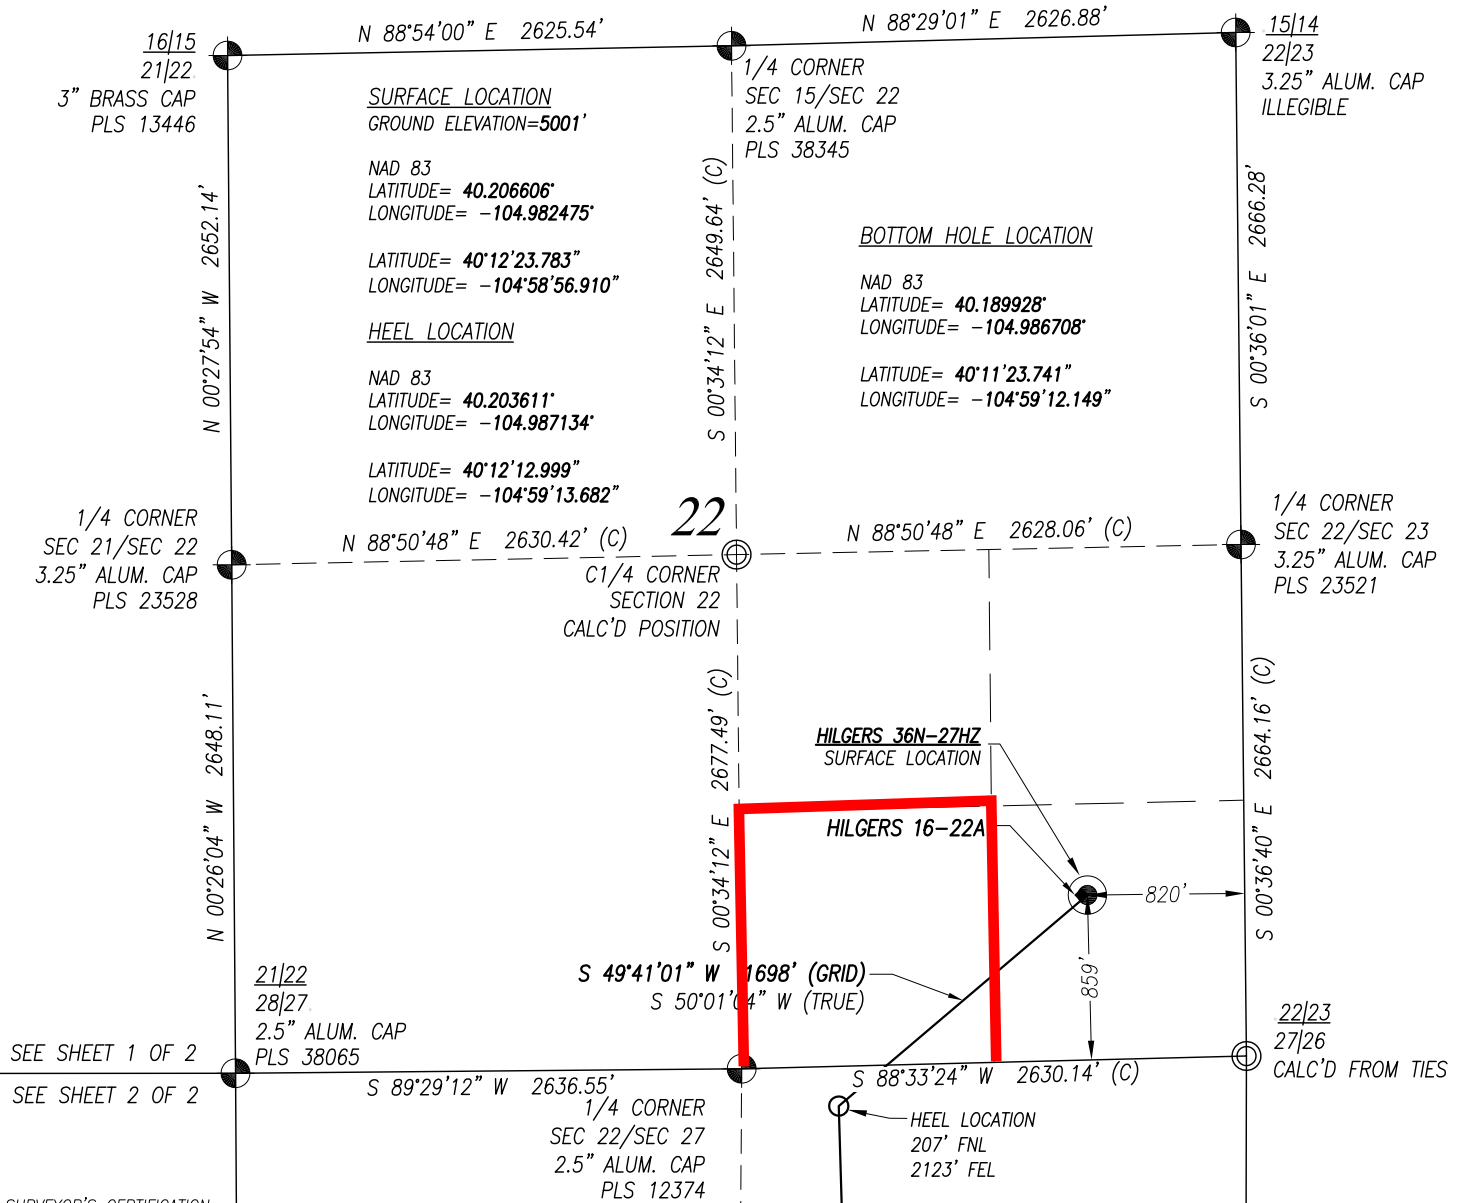 N 88°54'00" E 2625.54'
N 88°29'01" E 2626.88'
16|15
21|22
3" BRASS CAP
PLS 13446
1/4 CORNER
SEC 15/SEC 22
2.5" ALUM. CAP
PLS 38345
15|14
22|23
3.25" ALUM. CAP
ILLEGIBLE
SURFACE LOCATION
GROUND ELEVATION=5001'
NAD 83
LATITUDE= 40.206606°
LONGITUDE= -104.982475°
LATITUDE= 40°12'23.783"
LONGITUDE= -104°58'56.910"
HEEL LOCATION
NAD 83
LATITUDE= 40.203611°
LONGITUDE= -104.987134°
LATITUDE= 40°12'12.999"
LONGITUDE= -104°59'13.682"
BOTTOM HOLE LOCATION
NAD 83
LATITUDE= 40.189928°
LONGITUDE= -104.986708°
LATITUDE= 40°11'23.741"
LONGITUDE= -104°59'12.149"
N 00°27'54" W 2652.14'
S 00°34'12" E 2649.64' (C)
S 00°36'01" E 2666.28'
22
1/4 CORNER
SEC 21/SEC 22
3.25" ALUM. CAP
PLS 23528
N 88°50'48" E 2630.42' (C)
N 88°50'48" E 2628.06' (C)
C1/4 CORNER
SECTION 22
CALC'D POSITION
1/4 CORNER
SEC 22/SEC 23
3.25" ALUM. CAP
PLS 23521
N 00°26'04" W 2648.11'
S 00°34'12" E 2677.49' (C)
S 00°36'40" E 2664.16' (C)
HILGERS 36N-27HZ
SURFACE LOCATION
HILGERS 16-22A
820'
859'
S 49°41'01" W 1698' (GRID)
S 50°01'04" W (TRUE)
21|22
28|27
2.5" ALUM. CAP
PLS 38065
22|23
27|26
CALC'D FROM TIES
SEE SHEET 1 OF 2
SEE SHEET 2 OF 2
S 89°29'12" W 2636.55'
S 88°33'24" W 2630.14' (C)
1/4 CORNER
SEC 22/SEC 27
2.5" ALUM. CAP
PLS 12374
HEEL LOCATION
207' FNL
2123' FEL
SURVEYOR'S CERTIFICATION